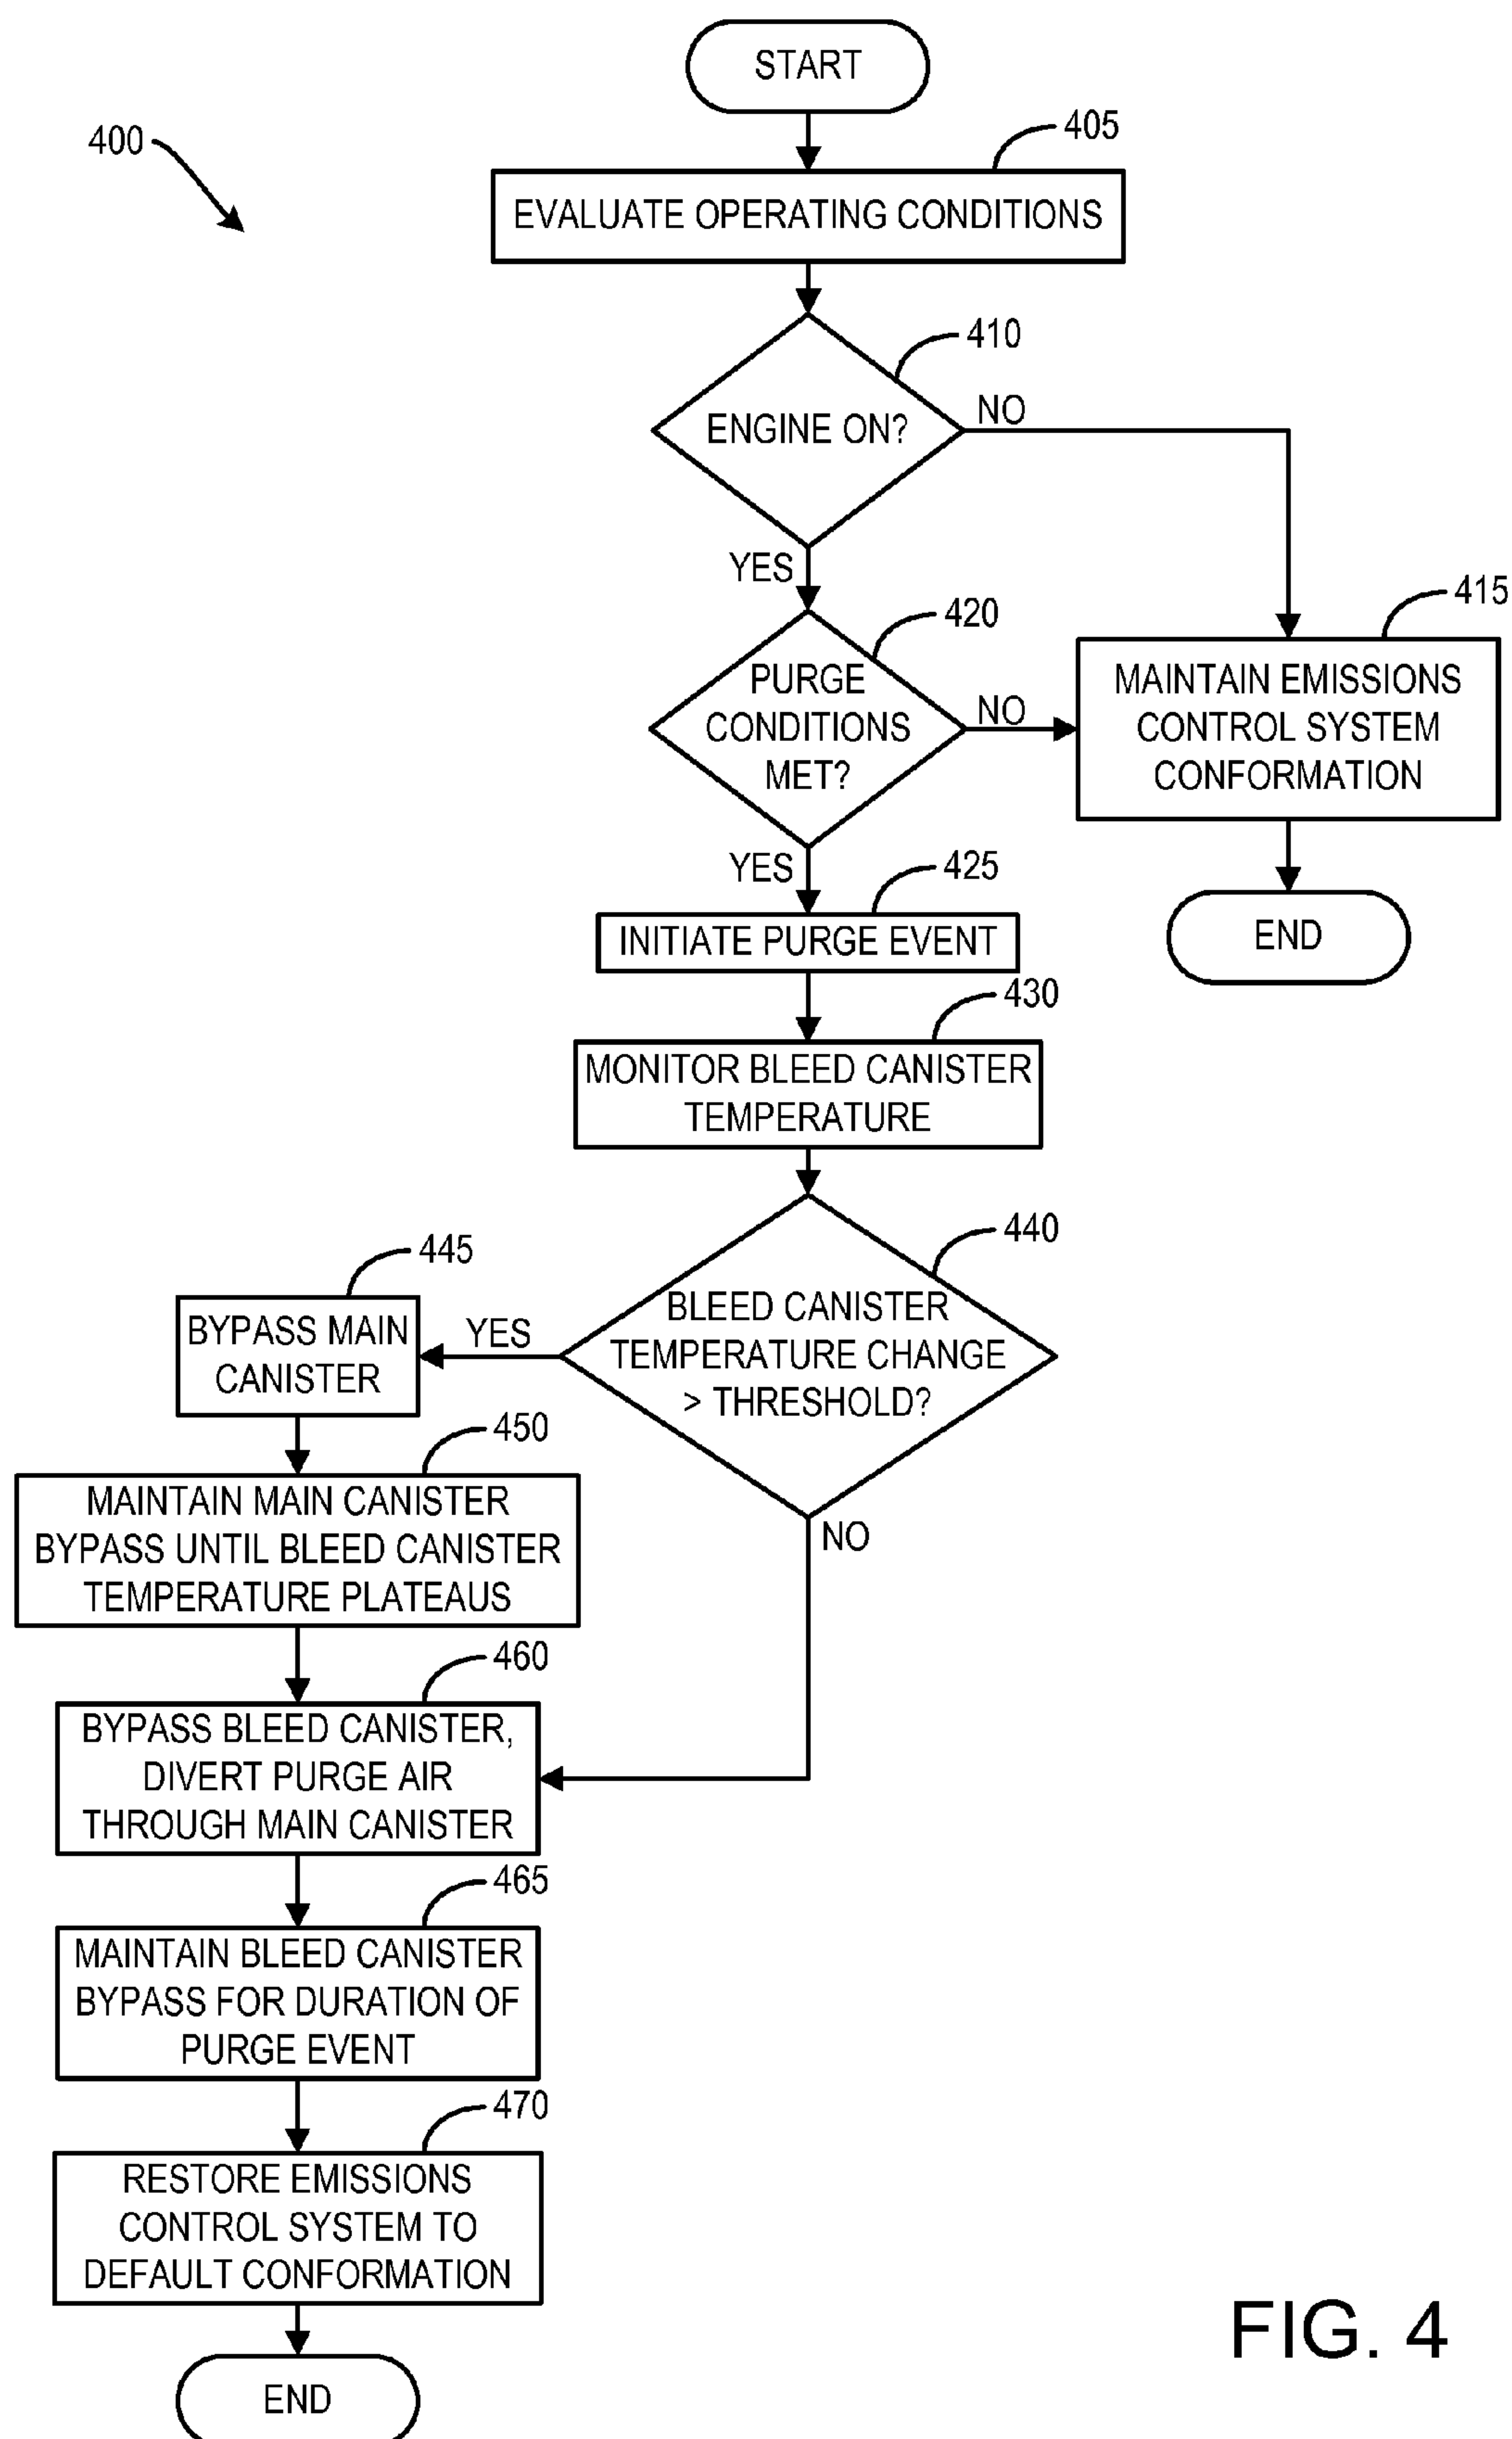 START
400
405
EVALUATE OPERATING CONDITIONS
410
ENGINE ON?
NO
YES
415
420
PURGE
CONDITIONS
MET?
NO
MAINTAIN EMISSIONS
CONTROL SYSTEM
CONFORMATION
YES
425
INITIATE PURGE EVENT
END
430
MONITOR BLEED CANISTER
TEMPERATURE
440
BLEED CANISTER
TEMPERATURE CHANGE
> THRESHOLD?
YES
NO
445
BYPASS MAIN
CANISTER
450
MAINTAIN MAIN CANISTER
BYPASS UNTIL BLEED CANISTER
TEMPERATURE PLATEAUS
460
BYPASS BLEED CANISTER,
DIVERT PURGE AIR
THROUGH MAIN CANISTER
465
MAINTAIN BLEED CANISTER
BYPASS FOR DURATION OF
PURGE EVENT
470
RESTORE EMISSIONS
CONTROL SYSTEM TO
DEFAULT CONFORMATION
END
FIG. 4